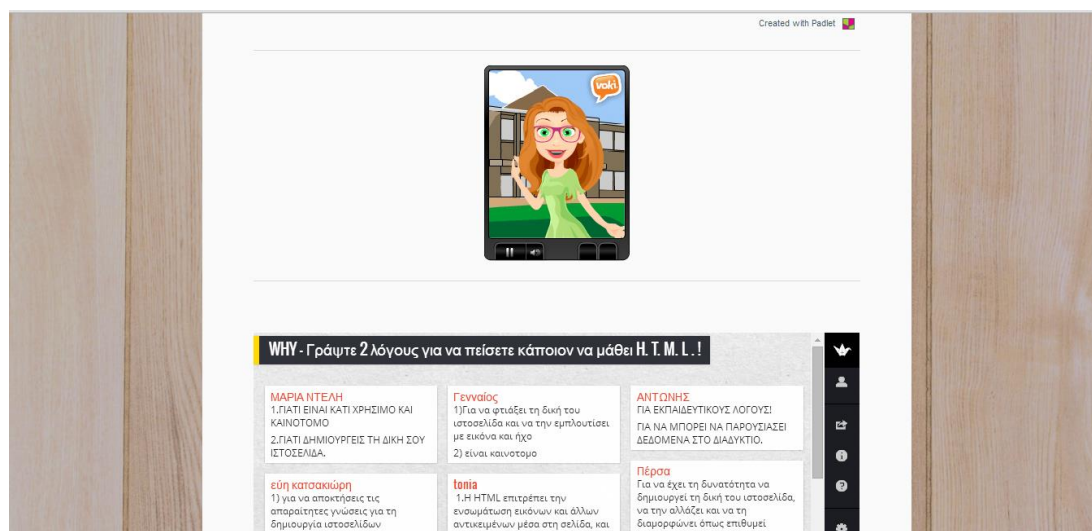 Created with Padlet
voki
WHY - Γράψτε 2 λόγους για να πείσετε κάποιον να μάθει H. T. M. L . !
ΜΑΡΙΑ ΝΤΕΛΗ
1.ΓΙΑΤΙ ΕΙΝΑΙ ΚΑΤΙ ΧΡΗΣΙΜΟ ΚΑΙ
ΚΑΙΝΟΤΟΜΟ
2.ΓΙΑΤΙ ΔΗΜΙΟΥΡΓΕΙΣ ΤΗ ΔΙΚΗ ΣΟΥ
ΙΣΤΟΣΕΛΙΔΑ.
εύη κατσακιώρη
1) για να αποκτήσεις τις
απαραίτητες γνώσεις για τη
δημιουργία ιστοσελίδων
Γενναίος
1)Για να φτιάξει τη δική του
ιστοσελίδα και να την εμπλουτίσει
με εικόνα και ήχο
2) είναι καινοτομο
tonia
1.Η HTML επιτρέπει την
ενσωμάτωση εικόνων και άλλων
αντικειμένων μέσα στη σελίδα, και
ΑΝΤΩΝΗΣ
ΓΙΑ ΕΚΠΑΙΔΕΥΤΙΚΟΥΣ ΛΟΓΟΥΣ!
ΓΙΑ ΝΑ ΜΠΟΡΕΙ ΝΑ ΠΑΡΟΥΣΙΑΣΕΙ
ΔΕΔΟΜΕΝΑ ΣΤΟ ΔΙΑΔΥΚΤΙΟ.
Πέρσα
Για να έχει τη δυνατότητα να
δημιουργεί τη δική του ιστοσελίδα,
να την αλλάζει και να τη
διαμορφώνει όπως επιθυμεί